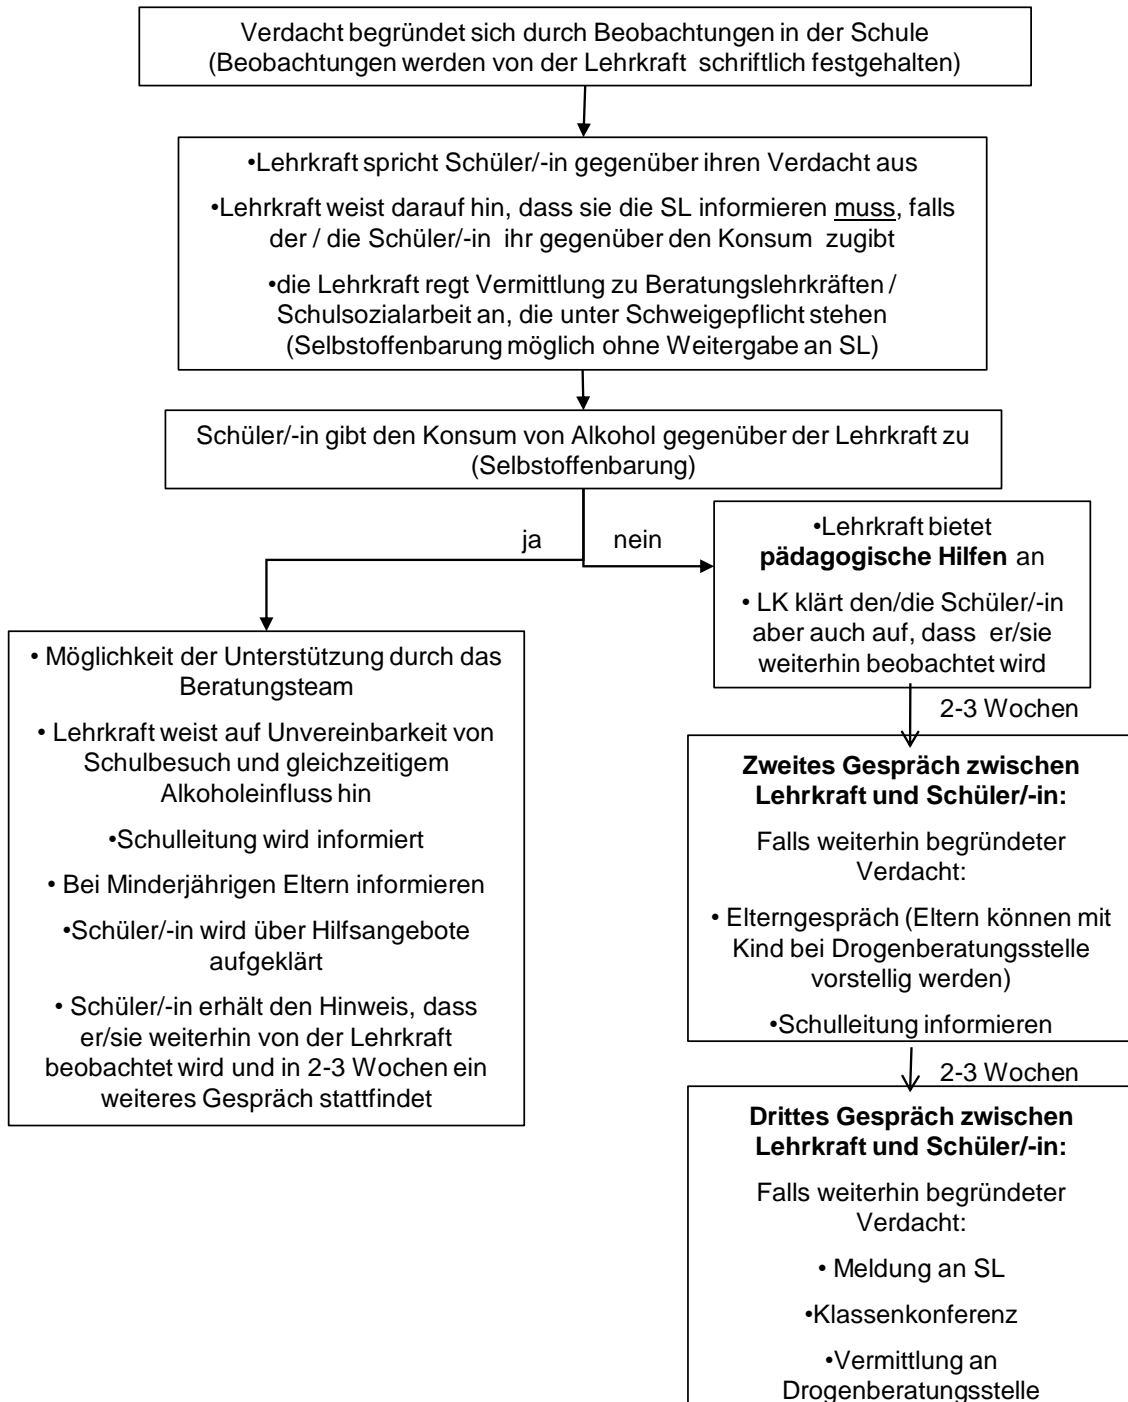 Verdacht begründet sich durch Beobachtungen in der Schule
(Beobachtungen werden von der Lehrkraft schriftlich festgehalten)
•Lehrkraft spricht Schüler/-in gegenüber ihren Verdacht aus
•Lehrkraft weist darauf hin, dass sie die SL informieren muss, falls
der / die Schüler/-in ihr gegenüber den Konsum zugibt
•die Lehrkraft regt Vermittlung zu Beratungslehrkräften /
Schulsozialarbeit an, die unter Schweigepflicht stehen
(Selbstoffenbarung möglich ohne Weitergabe an SL)
Schüler/-in gibt den Konsum von Alkohol gegenüber der Lehrkraft zu
(Selbstoffenbarung)
ja
nein
• Möglichkeit der Unterstützung durch das
Beratungsteam
• Lehrkraft weist auf Unvereinbarkeit von
Schulbesuch und gleichzeitigem
Alkoholeinfluss hin
•Schulleitung wird informiert
• Bei Minderjährigen Eltern informieren
•Schüler/-in wird über Hilfsangebote
aufgeklärt
• Schüler/-in erhält den Hinweis, dass
er/sie weiterhin von der Lehrkraft
beobachtet wird und in 2-3 Wochen ein
weiteres Gespräch stattfindet
•Lehrkraft bietet
pädagogische Hilfen an
• LK klärt den/die Schüler/-in
aber auch auf, dass er/sie
weiterhin beobachtet wird
2-3 Wochen
Zweites Gespräch zwischen
Lehrkraft und Schüler/-in:
Falls weiterhin begründeter
Verdacht:
• Elterngespräch (Eltern können mit
Kind bei Drogenberatungsstelle
vorstellig werden)
•Schulleitung informieren
2-3 Wochen
Drittes Gespräch zwischen
Lehrkraft und Schüler/-in:
Falls weiterhin begründeter
Verdacht:
• Meldung an SL
•Klassenkonferenz
•Vermittlung an
Drogenberatungsstelle